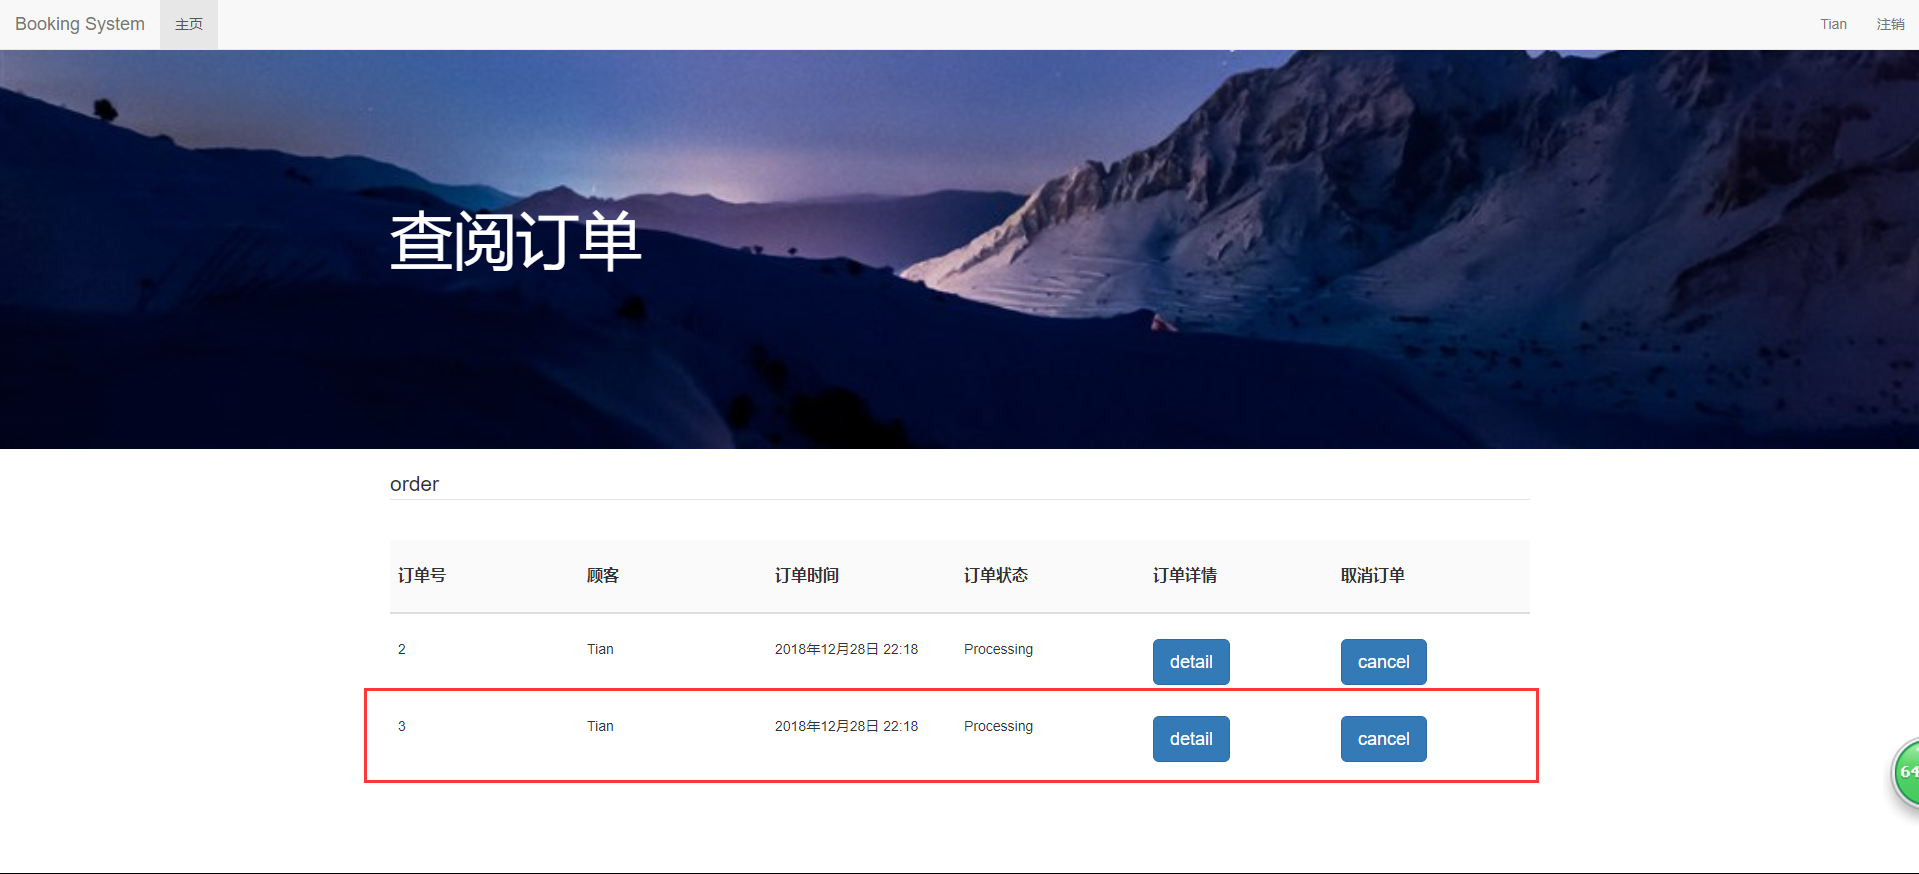 Booking System 主页 Tian 注销
查阅订单
order
订单号 顾客 订单时间 订单状态 订单详情 取消订单
2 Tian 2018年12月28日 22:18 Processing detail cancel
3 Tian 2018年12月28日 22:18 Processing detail cancel
64